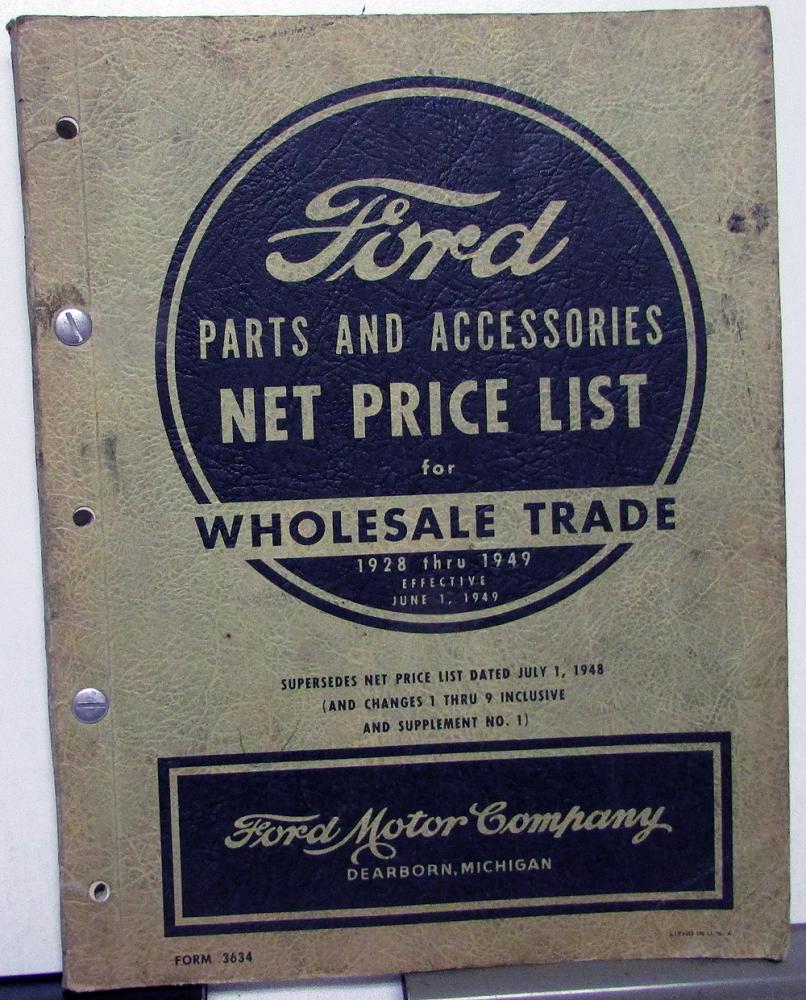 Ford
PARTS AND ACCESSORIES
NET PRICE LIST
for
WHOLESALE TRADE
1928 thru 1949
EFFECTIVE
JUNE 1, 1949
SUPERSEDES NET PRICE LIST DATED JULY 1, 1948
(AND CHANGES 1 THRU 9 INCLUSIVE
AND SUPPLEMENT NO. 1)
Ford Motor Company
DEARBORN, MICHIGAN
LITHO IN U. S. A.
FORM 3634